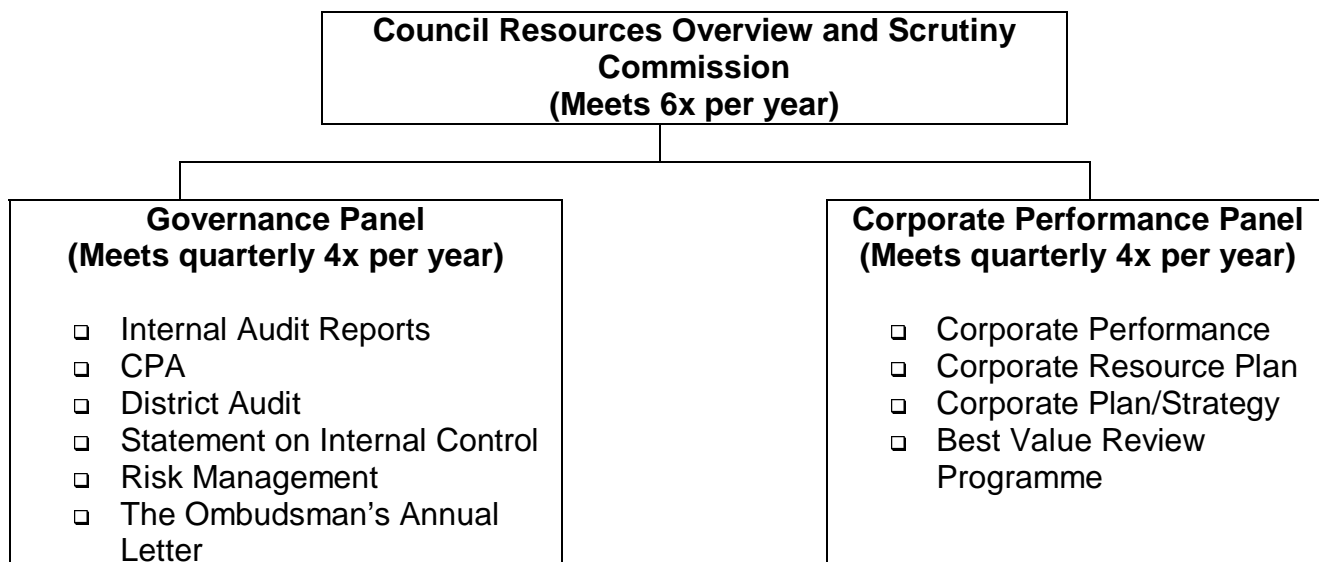 Council Resources Overview and Scrutiny
Commission
(Meets 6x per year)
Governance Panel
(Meets quarterly 4x per year)
Internal Audit Reports
CPA
District Audit
Statement on Internal Control
Risk Management
The Ombudsman's Annual
Letter
Corporate Performance Panel
(Meets quarterly 4x per year)
Corporate Performance
Corporate Resource Plan
Corporate Plan/Strategy
Best Value Review
Programme